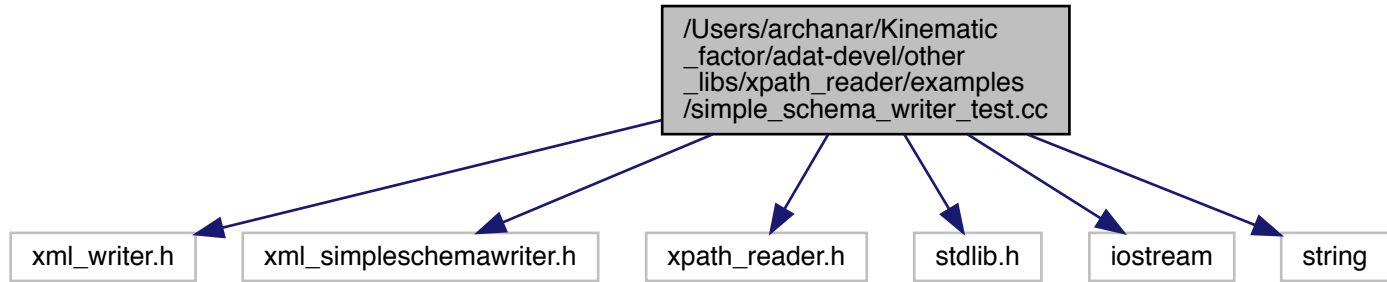 /Users/archanar/Kinematic
_factor/adat-devel/other
_libs/xpath_reader/examples
/simple_schema_writer_test.cc
xml_writer.h
xml_simpleschemawriter.h
xpath_reader.h
stdlib.h
iostream
string